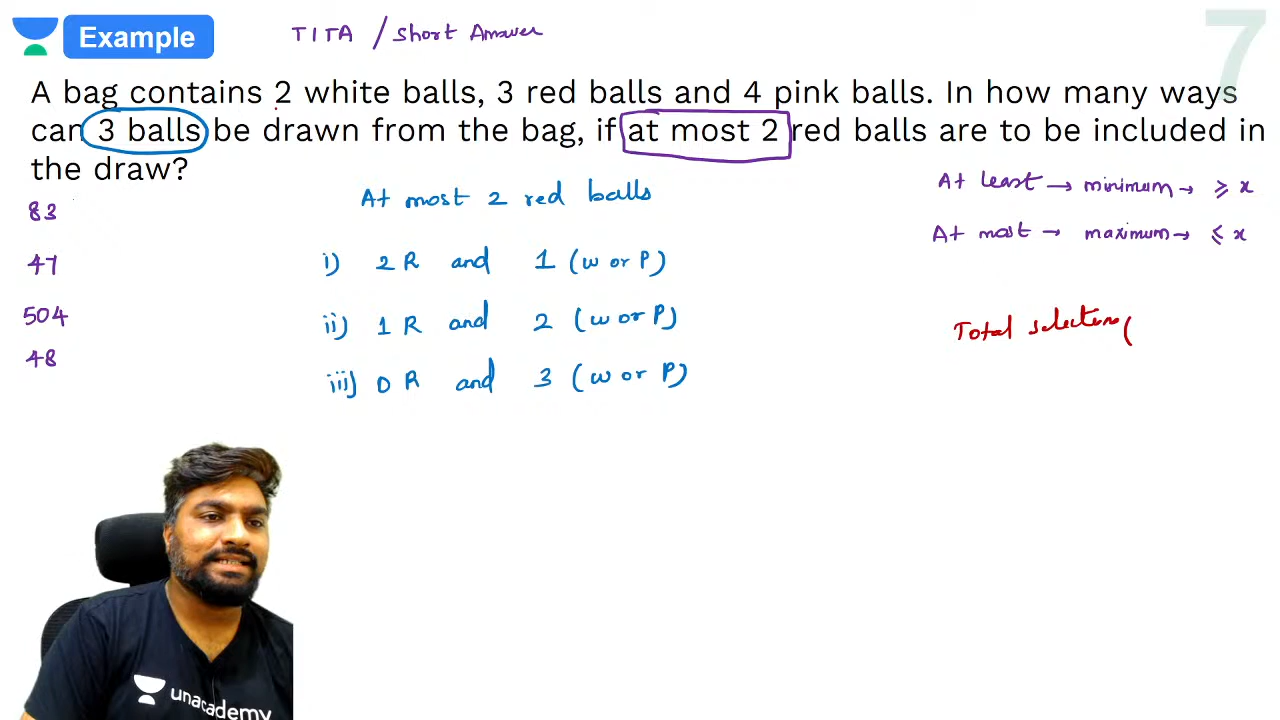 Example
TITA / Short Answer
7
A bag contains 2 white balls, 3 red balls and 4 pink balls. In how many ways
can 3 balls be drawn from the bag, if at most 2 red balls are to be included in
the draw?
83
47
504
48
At most 2 red balls
i) 2 R and 1 (W or P)
ii) 1 R and 2 (W or P)
iii) 0 R and 3 (W or P)
At least → minimum → ≥ x
At most → maximum → ≤ x
Total selections (
unacademy